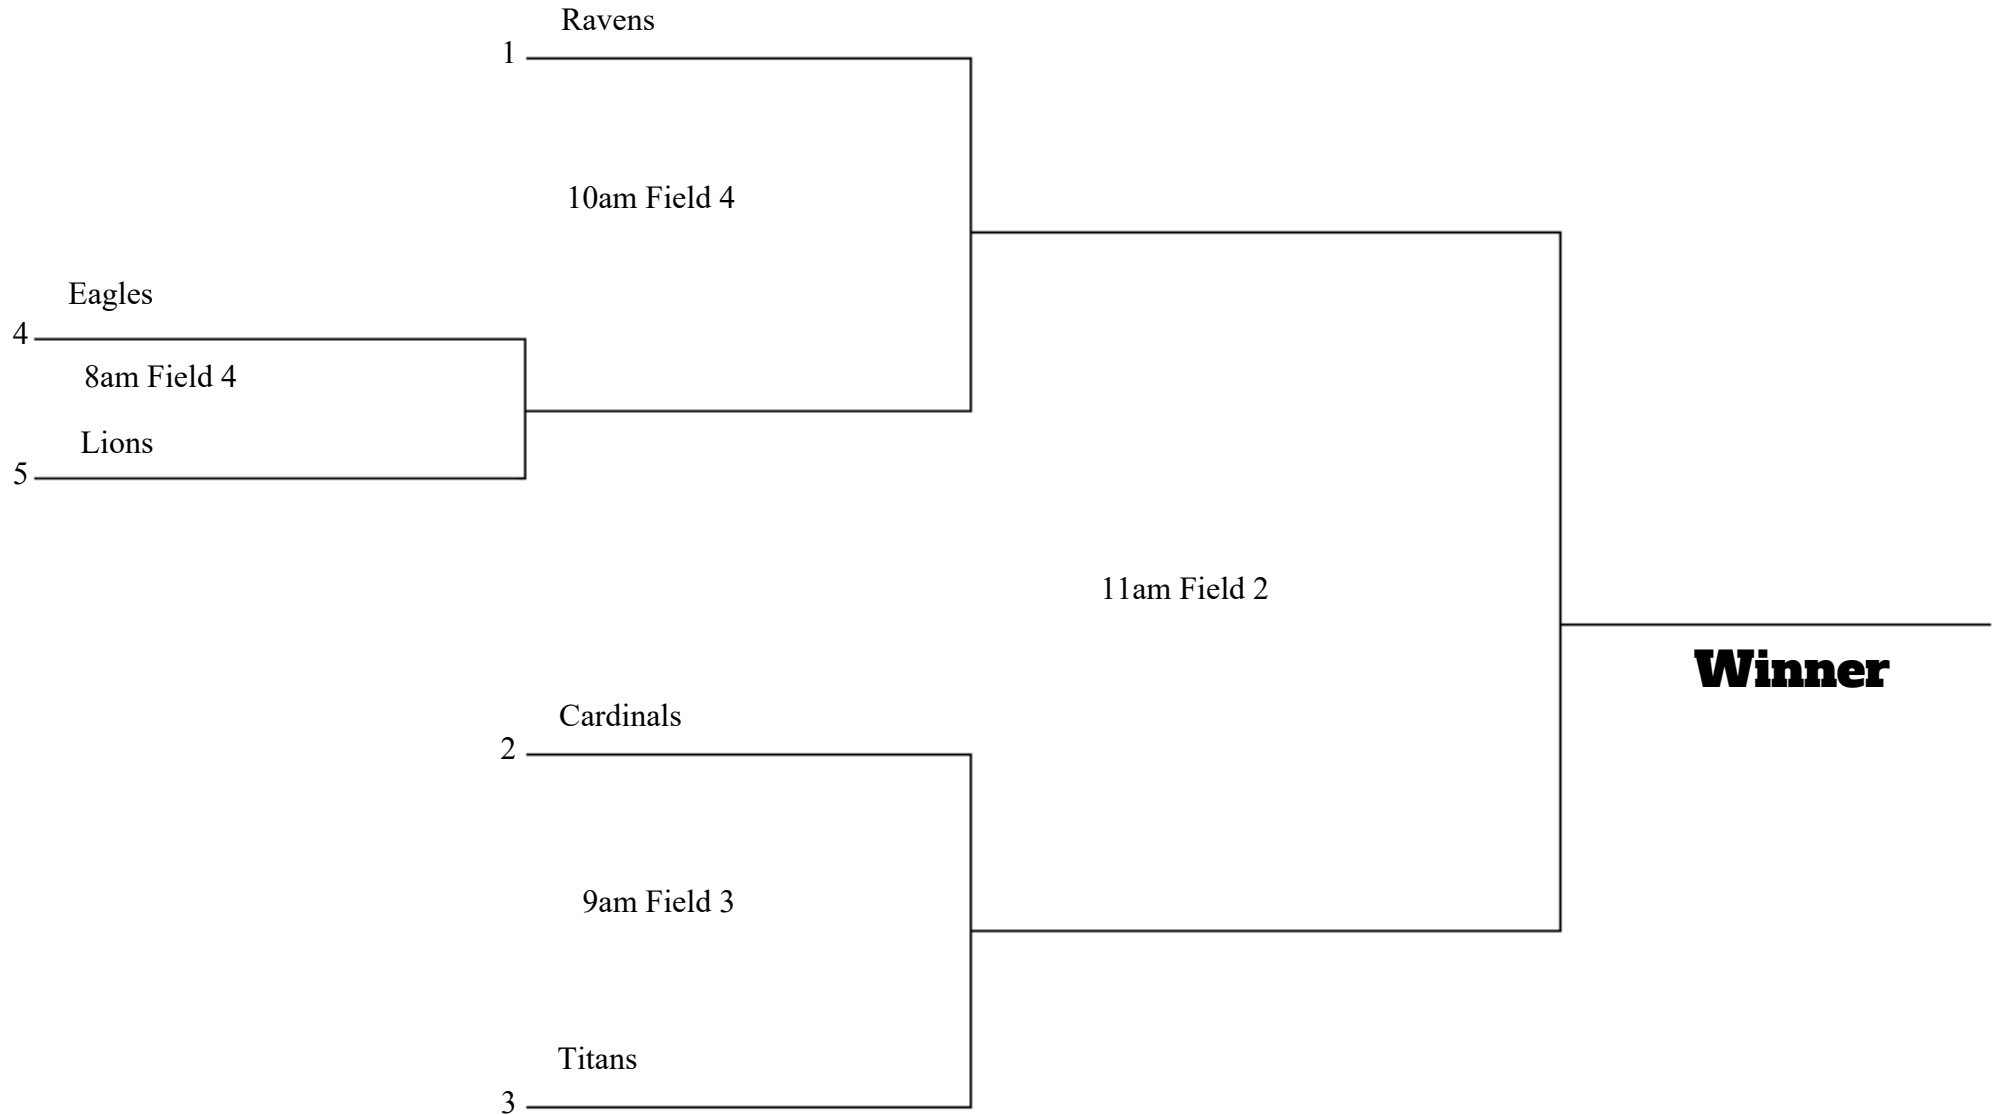 Ravens
1
10am Field 4
Eagles
4
8am Field 4
Lions
5
11am Field 2
Winner
Cardinals
2
9am Field 3
Titans
3